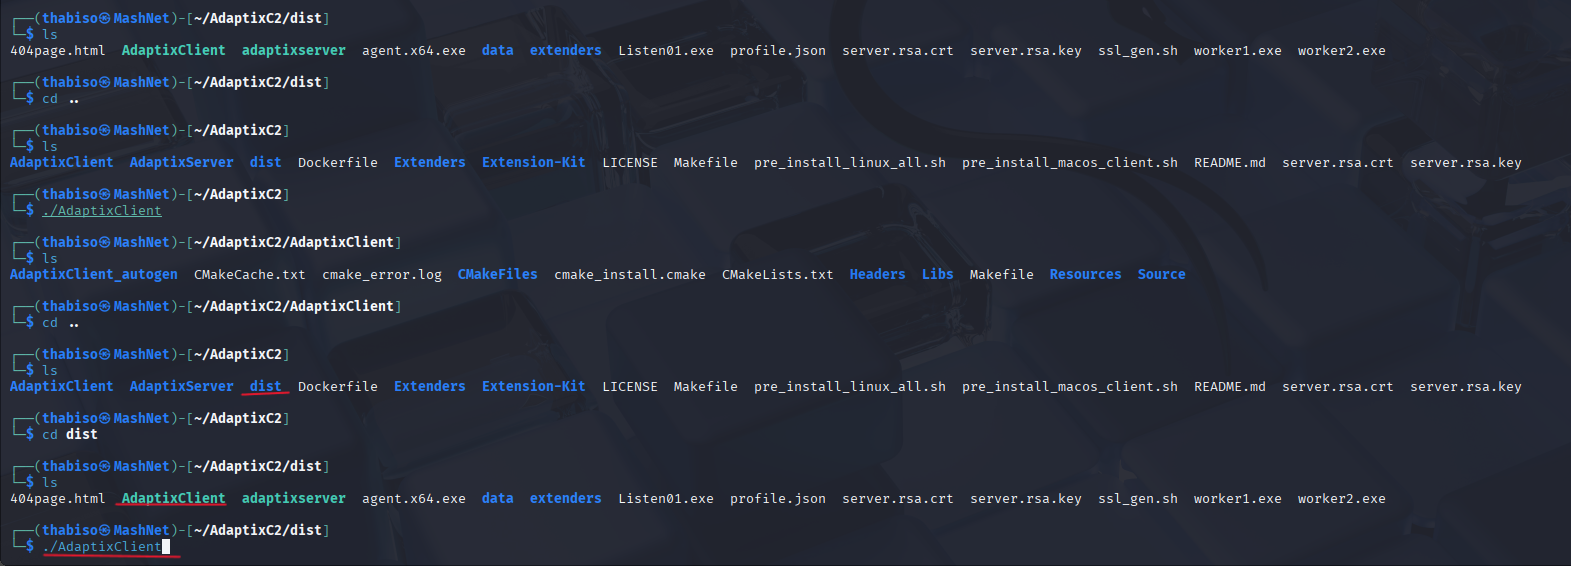 ┌──(thabiso㉿MashNet)-[~/AdaptixC2/dist]
└─$ ls
404page.html  AdaptixClient  adaptixserver  agent.x64.exe  data  extenders  Listen01.exe  profile.json  server.rsa.crt  server.rsa.key  ssl_gen.sh  worker1.exe  worker2.exe
┌──(thabiso㉿MashNet)-[~/AdaptixC2/dist]
└─$ cd ..
┌──(thabiso㉿MashNet)-[~/AdaptixC2]
└─$ ls
AdaptixClient  AdaptixServer  dist  Dockerfile  Extenders  Extension-Kit  LICENSE  Makefile  pre_install_linux_all.sh  pre_install_macos_client.sh  README.md  server.rsa.crt  server.rsa.key
┌──(thabiso㉿MashNet)-[~/AdaptixC2]
└─$ ./AdaptixClient
┌──(thabiso㉿MashNet)-[~/AdaptixC2/AdaptixClient]
└─$ ls
AdaptixClient_autogen  CMakeCache.txt  cmake_error.log  CMakeFiles  cmake_install.cmake  CMakeLists.txt  Headers  Libs  Makefile  Resources  Source
┌──(thabiso㉿MashNet)-[~/AdaptixC2/AdaptixClient]
└─$ cd ..
┌──(thabiso㉿MashNet)-[~/AdaptixC2]
└─$ ls
AdaptixClient  AdaptixServer  dist  Dockerfile  Extenders  Extension-Kit  LICENSE  Makefile  pre_install_linux_all.sh  pre_install_macos_client.sh  README.md  server.rsa.crt  server.rsa.key
┌──(thabiso㉿MashNet)-[~/AdaptixC2]
└─$ cd dist
┌──(thabiso㉿MashNet)-[~/AdaptixC2/dist]
└─$ ls
404page.html  AdaptixClient  adaptixserver  agent.x64.exe  data  extenders  Listen01.exe  profile.json  server.rsa.crt  server.rsa.key  ssl_gen.sh  worker1.exe  worker2.exe
┌──(thabiso㉿MashNet)-[~/AdaptixC2/dist]
└─$ ./AdaptixClient